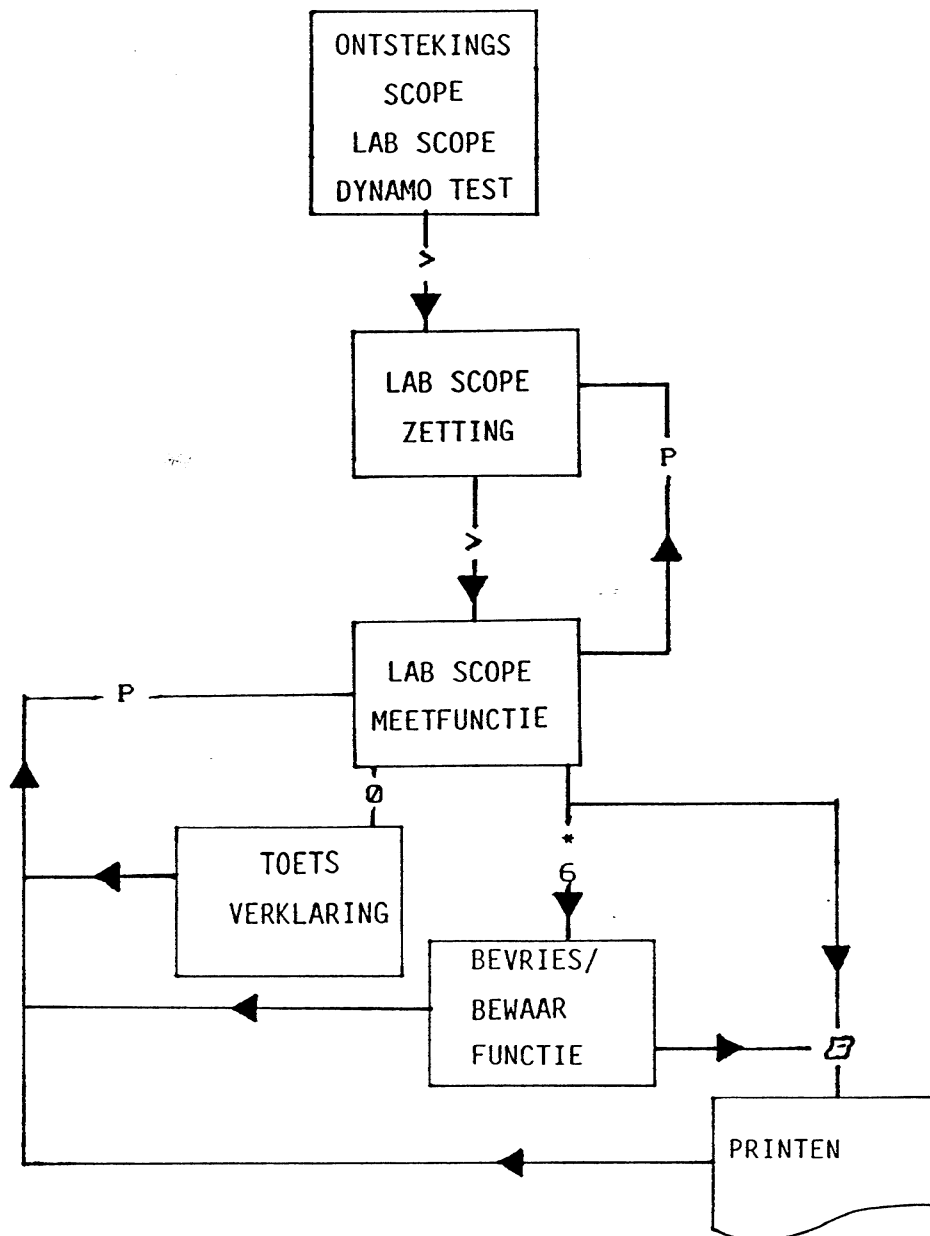 ONTSTEKINGS
SCOPE
LAB SCOPE
DYNAMO TEST
>
LAB SCOPE
ZETTING
P
>
LAB SCOPE
MEETFUNCTIE
P
0
*
6
TOETS
VERKLARING
BEVRIES/
BEWAAR
FUNCTIE
PRINTEN